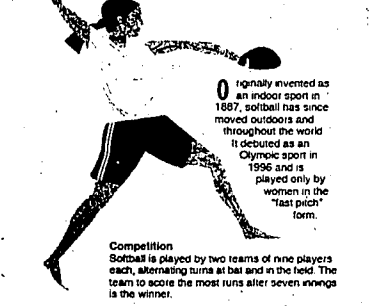 Originally invented as
an indoor sport in
1887, softball has since
moved outdoors and
throughout the world
It debuted as an
Olympic sport in
1996 and is
played only by
women in the
"fast pitch"
form.
Competition
Softball is played by two teams of nine players
each, alternating turns at bat and in the field. The
team to score the most runs after seven innings
is the winner.